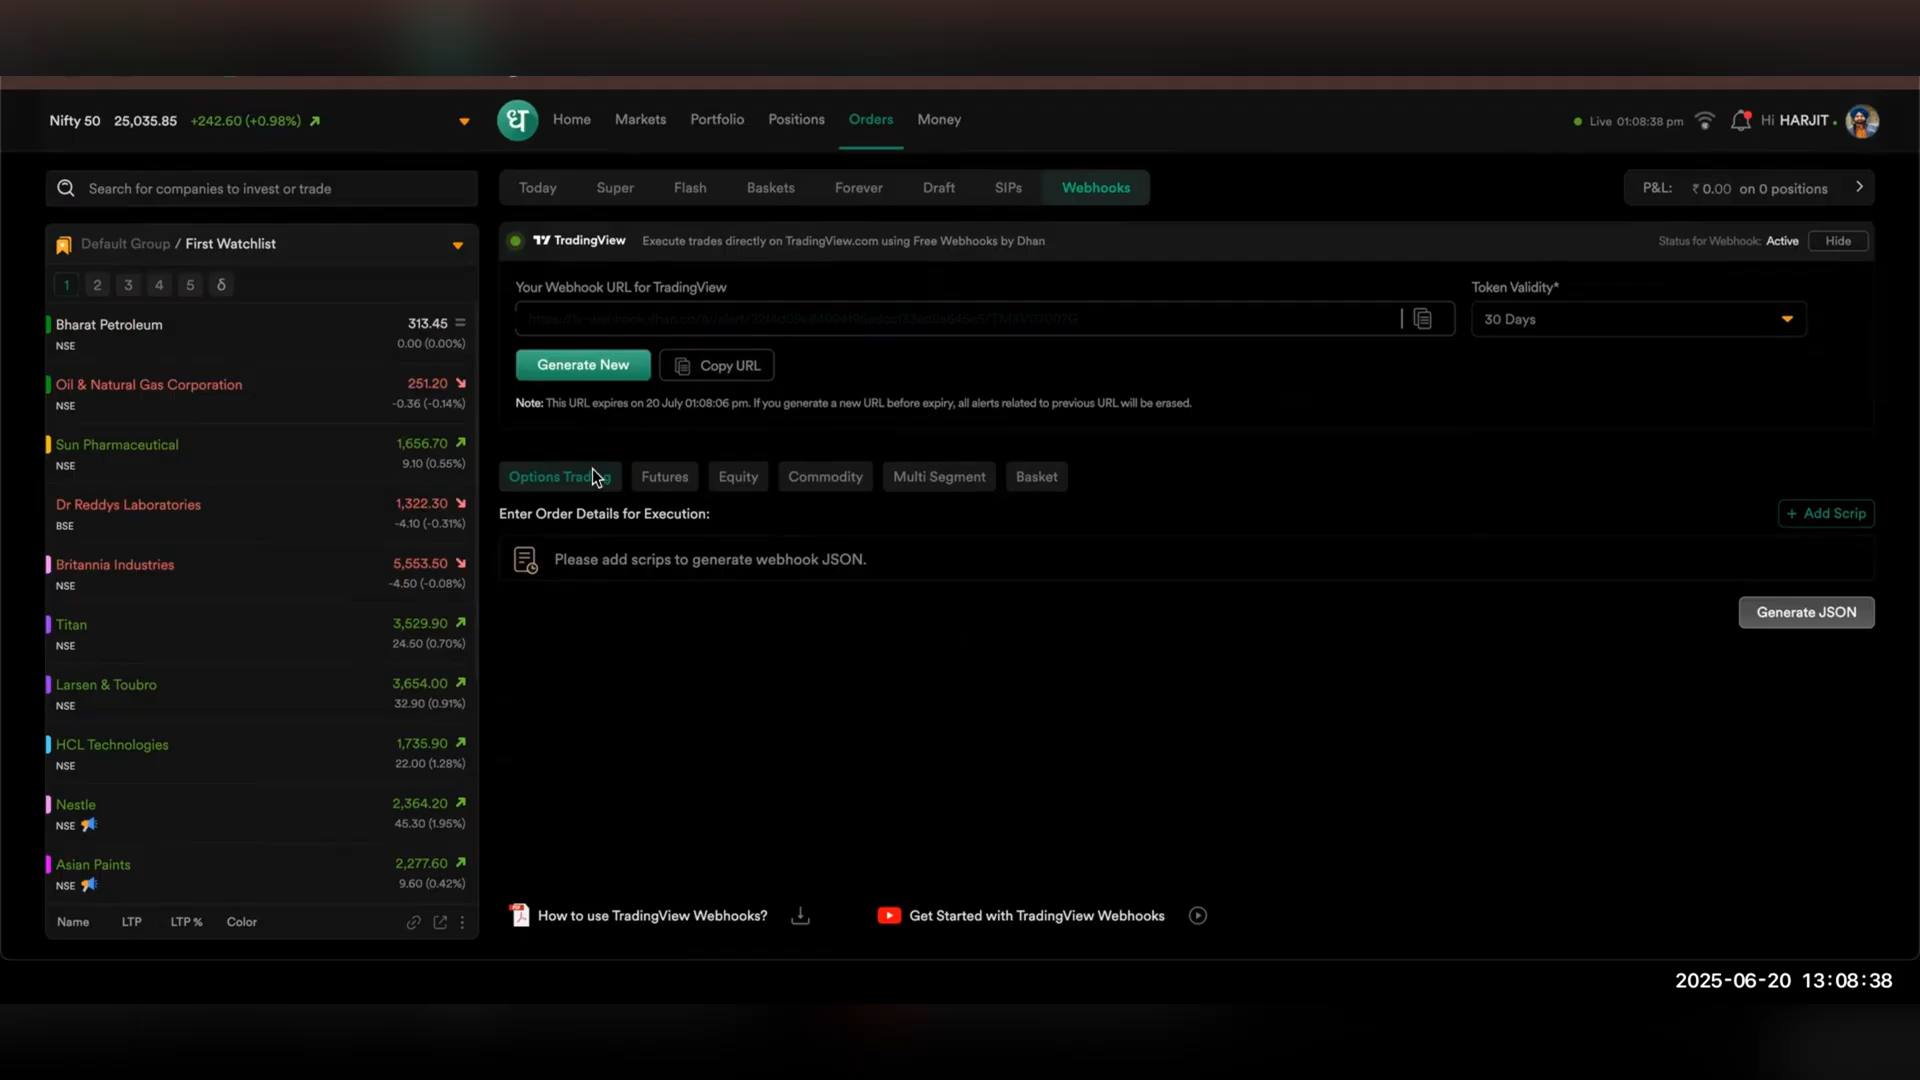 Nifty 50 25,035.85 +242.60 (+0.98%)
ध Home Markets Portfolio Positions Orders Money
Live 01:08:38 pm Hi HARJIT .
Search for companies to invest or trade
Today Super Flash Baskets Forever Draft SIPs Webhooks
P&L: ₹ 0.00 on 0 positions
Default Group / First Watchlist
1 2 3 4 5 δ
Bharat Petroleum 313.45
NSE 0.00 (0.00%)
Oil & Natural Gas Corporation 251.20
NSE -0.36 (-0.14%)
Sun Pharmaceutical 1,656.70
NSE 9.10 (0.55%)
Dr Reddys Laboratories 1,322.30
BSE -4.10 (-0.31%)
Britannia Industries 5,553.50
NSE -4.50 (-0.08%)
Titan 3,529.90
NSE 24.50 (0.70%)
Larsen & Toubro 3,654.00
NSE 32.90 (0.91%)
HCL Technologies 1,735.90
NSE 22.00 (1.28%)
Nestle 2,364.20
NSE 45.30 (1.95%)
Asian Paints 2,277.60
NSE 9.60 (0.42%)
Name LTP LTP % Color
TradingView Execute trades directly on TradingView.com using Free Webhooks by Dhan
Status for Webhook: Active Hide
Your Webhook URL for TradingView Token Validity*
30 Days
Generate New Copy URL
Note: This URL expires on 20 July 01:08:06 pm. If you generate a new URL before expiry, all alerts related to previous URL will be erased.
Options Trading Futures Equity Commodity Multi Segment Basket
Enter Order Details for Execution: + Add Scrip
Please add scrips to generate webhook JSON.
Generate JSON
How to use TradingView Webhooks? Get Started with TradingView Webhooks
2025-06-20 13:08:38